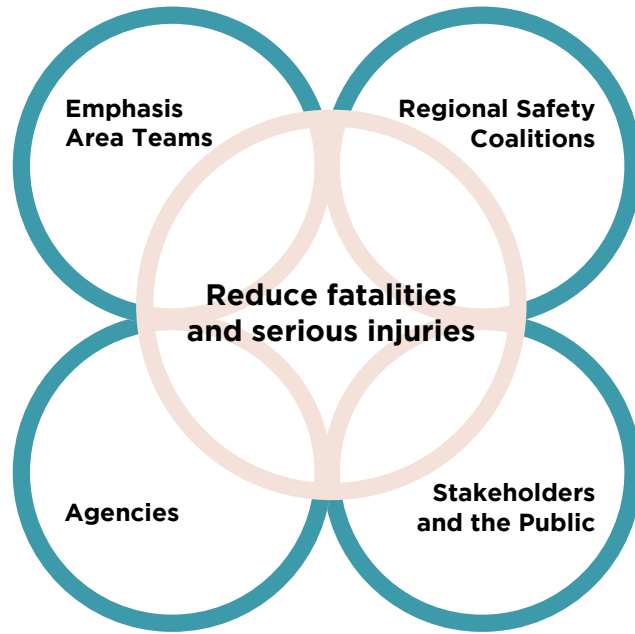 Emphasis
Area Teams
Regional Safety
Coalitions
Reduce fatalities
and serious injuries
Agencies
Stakeholders
and the Public